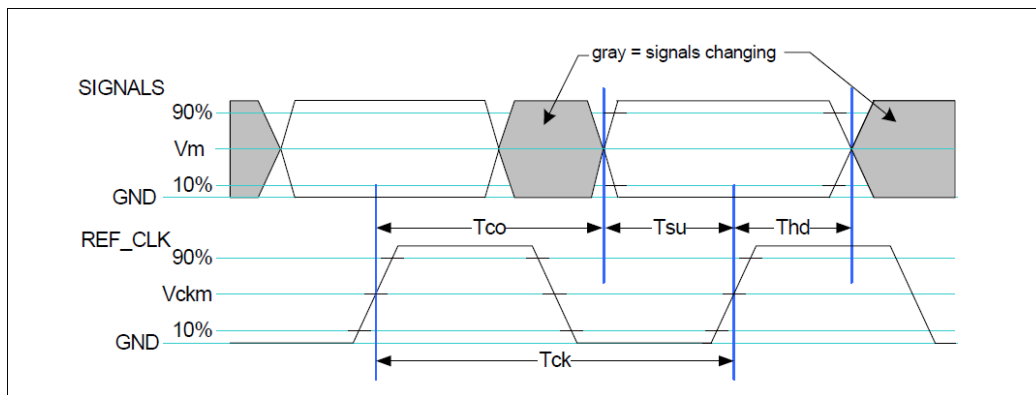 gray = signals changing
SIGNALS
90%
Vm
10%
GND
Tco
Tsu
Thd
REF_CLK
90%
Vckm
10%
GND
Tck